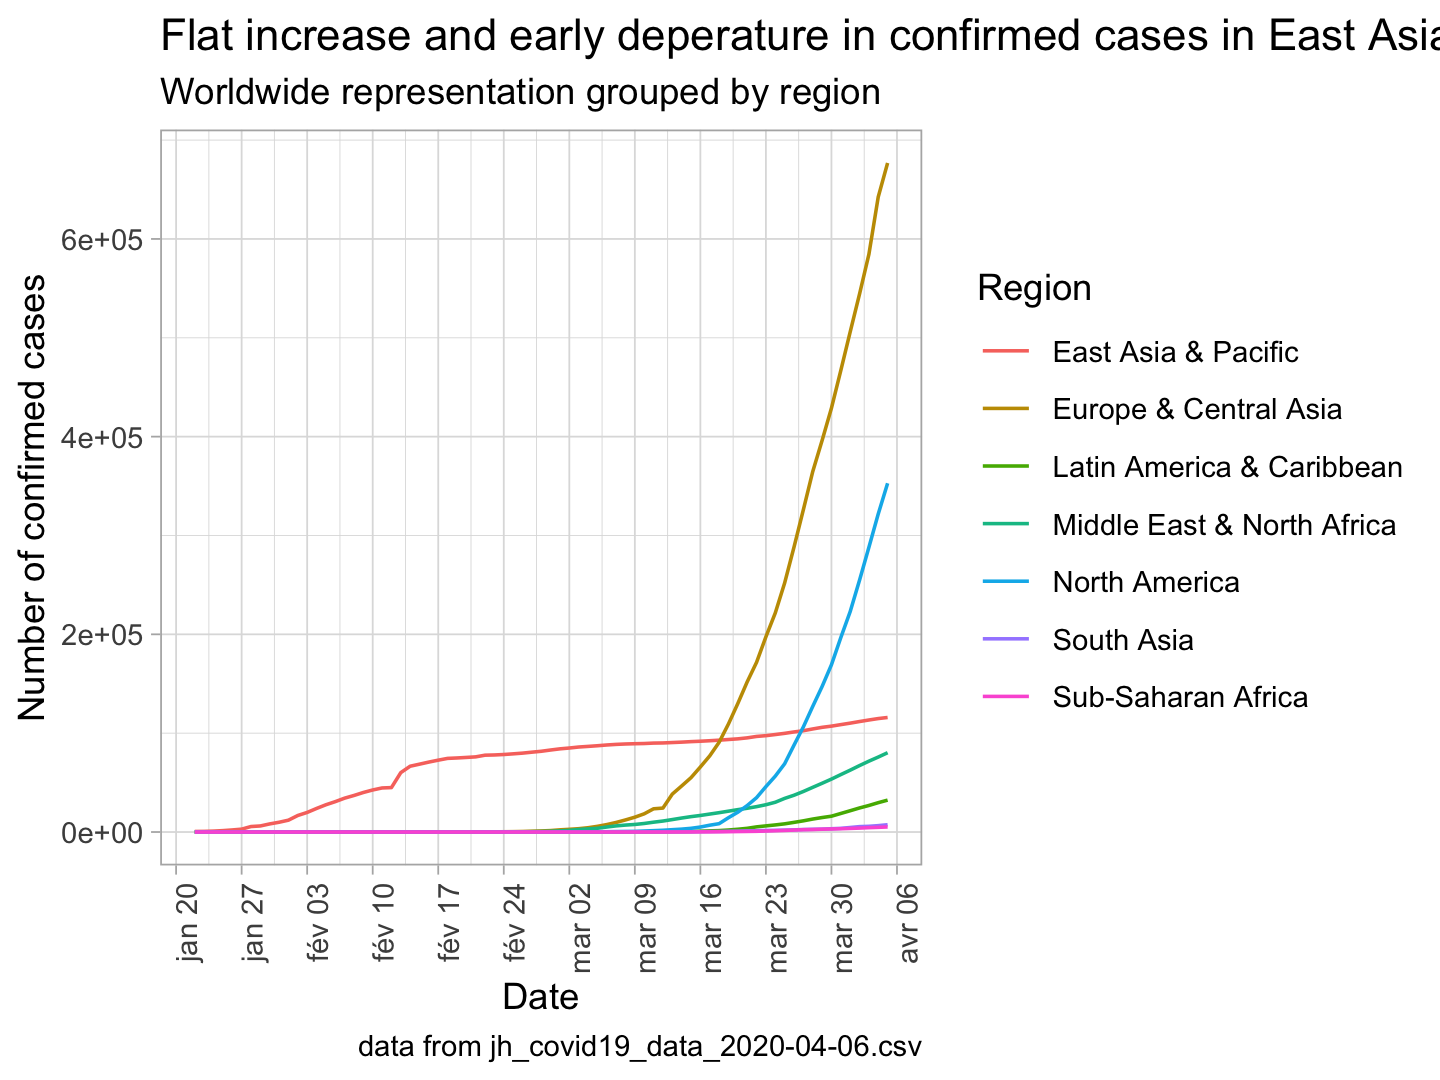 Flat increase and early deperature in confirmed cases in East Asia
Worldwide representation grouped by region
Number of confirmed cases
6e+05
4e+05
2e+05
0e+00
jan 20
jan 27
fév 03
fév 10
fév 17
fév 24
mar 02
mar 09
mar 16
mar 23
mar 30
avr 06
Date
data from jh_covid19_data_2020-04-06.csv
Region
East Asia & Pacific
Europe & Central Asia
Latin America & Caribbean
Middle East & North Africa
North America
South Asia
Sub-Saharan Africa